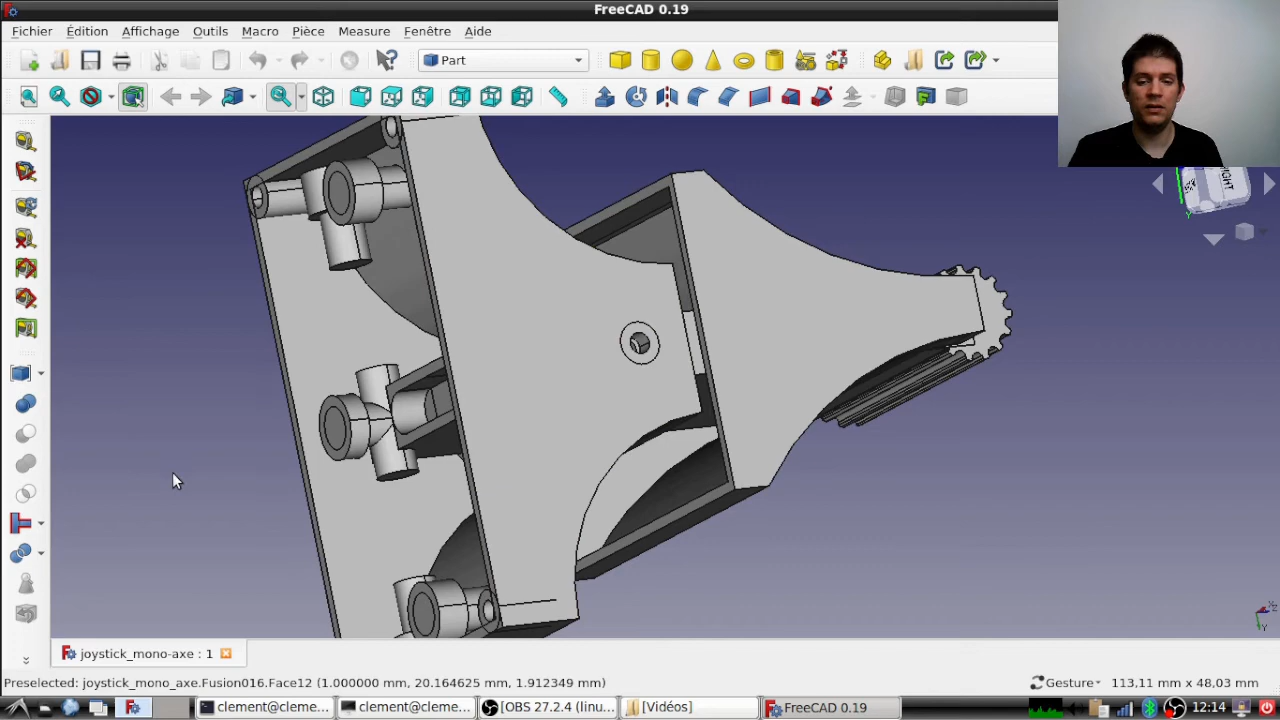 FreeCAD 0.19
Fichier Édition Affichage Outils Macro Pièce Measure Fenêtre Aide
Part
RIGHT
Y
joystick_mono-axe : 1
Preselected: joystick_mono_axe.Fusion016.Face12 (1.000000 mm, 20.164625 mm, 1.912349 mm)
Gesture 113,11 mm x 48,03 mm
clement@cleme... clement@cleme... [OBS 27.2.4 (linu... [Vidéos] FreeCAD 0.19 12:14